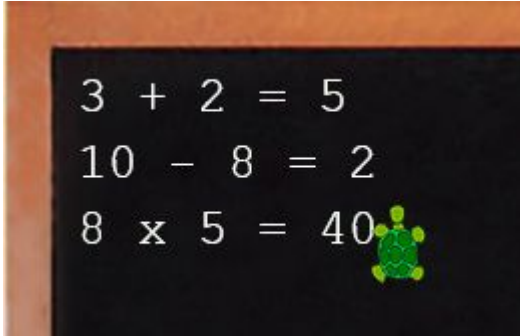 3 + 2 = 5
10 - 8 = 2
8 x 5 = 40